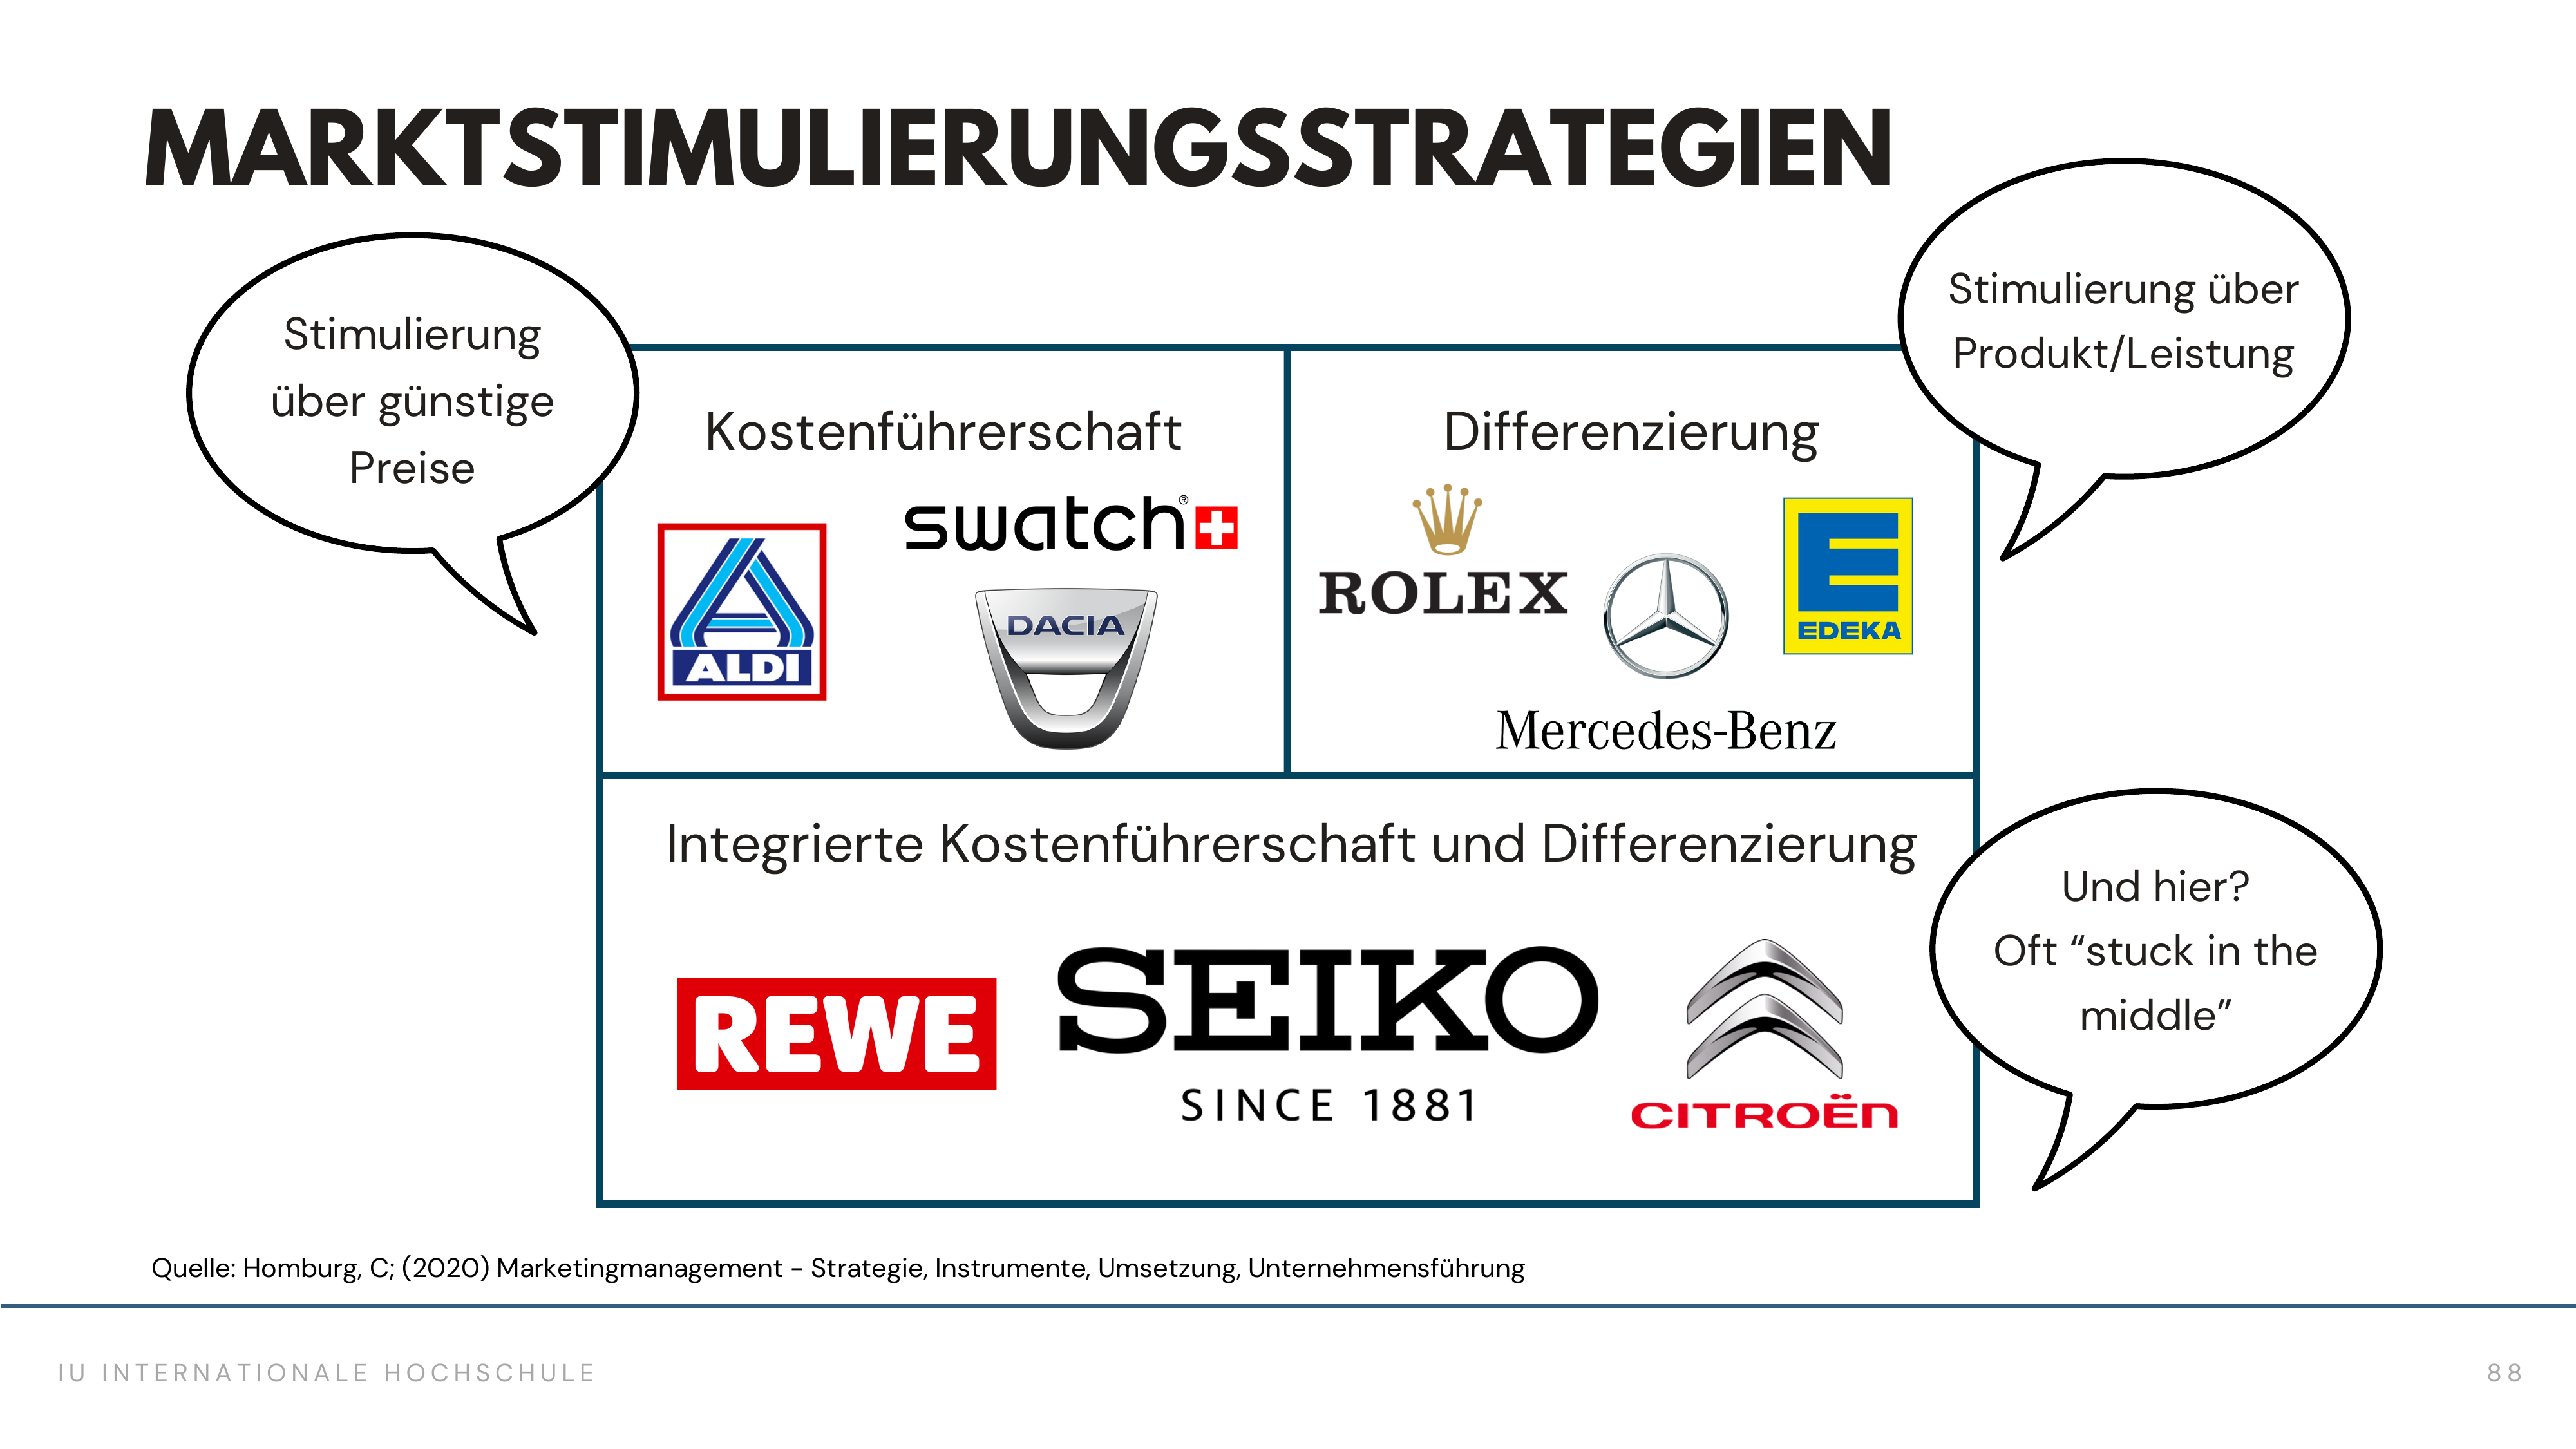 MARKTSTIMULIERUNGSSTRATEGIEN
Stimulierung
über günstige
Preise
Stimulierung über
Produkt/Leistung
Kostenführerschaft
ALDI
swatch®
DACIA
Differenzierung
ROLEX
Mercedes-Benz
E
EDEKA
Integrierte Kostenführerschaft und Differenzierung
REWE
SEIKO
SINCE 1881
CITROËN
Und hier?
Oft “stuck in the
middle”
Quelle: Homburg, C; (2020) Marketingmanagement - Strategie, Instrumente, Umsetzung, Unternehmensführung
IU INTERNATIONALE HOCHSCHULE
88